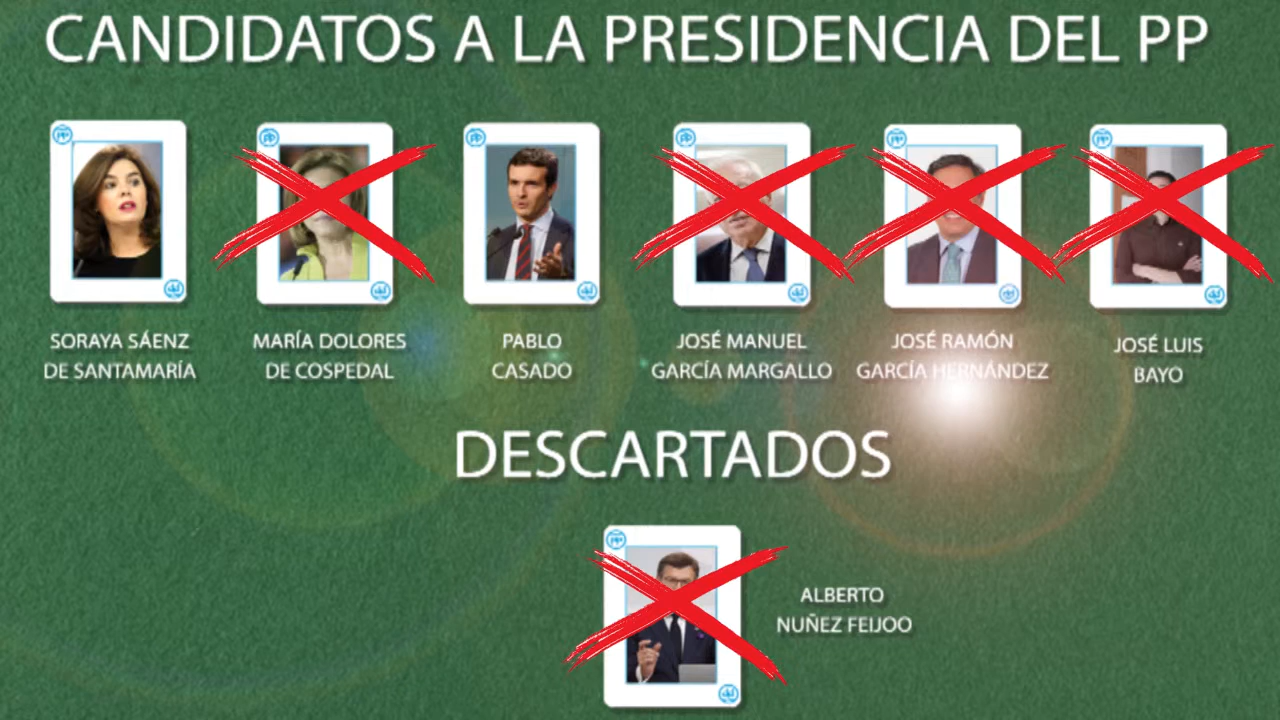 CANDIDATOS A LA PRESIDENCIA DEL PP
SORAYA SÁENZ
DE SANTAMARÍA
MARÍA DOLORES
DE COSPEDAL
PABLO
CASADO
JOSÉ MANUEL
GARCÍA MARGALLO
JOSÉ RAMÓN
GARCÍA HERNÁNDEZ
JOSÉ LUIS
BAYO
DESCARTADOS
ALBERTO
NUÑEZ FEIJOO